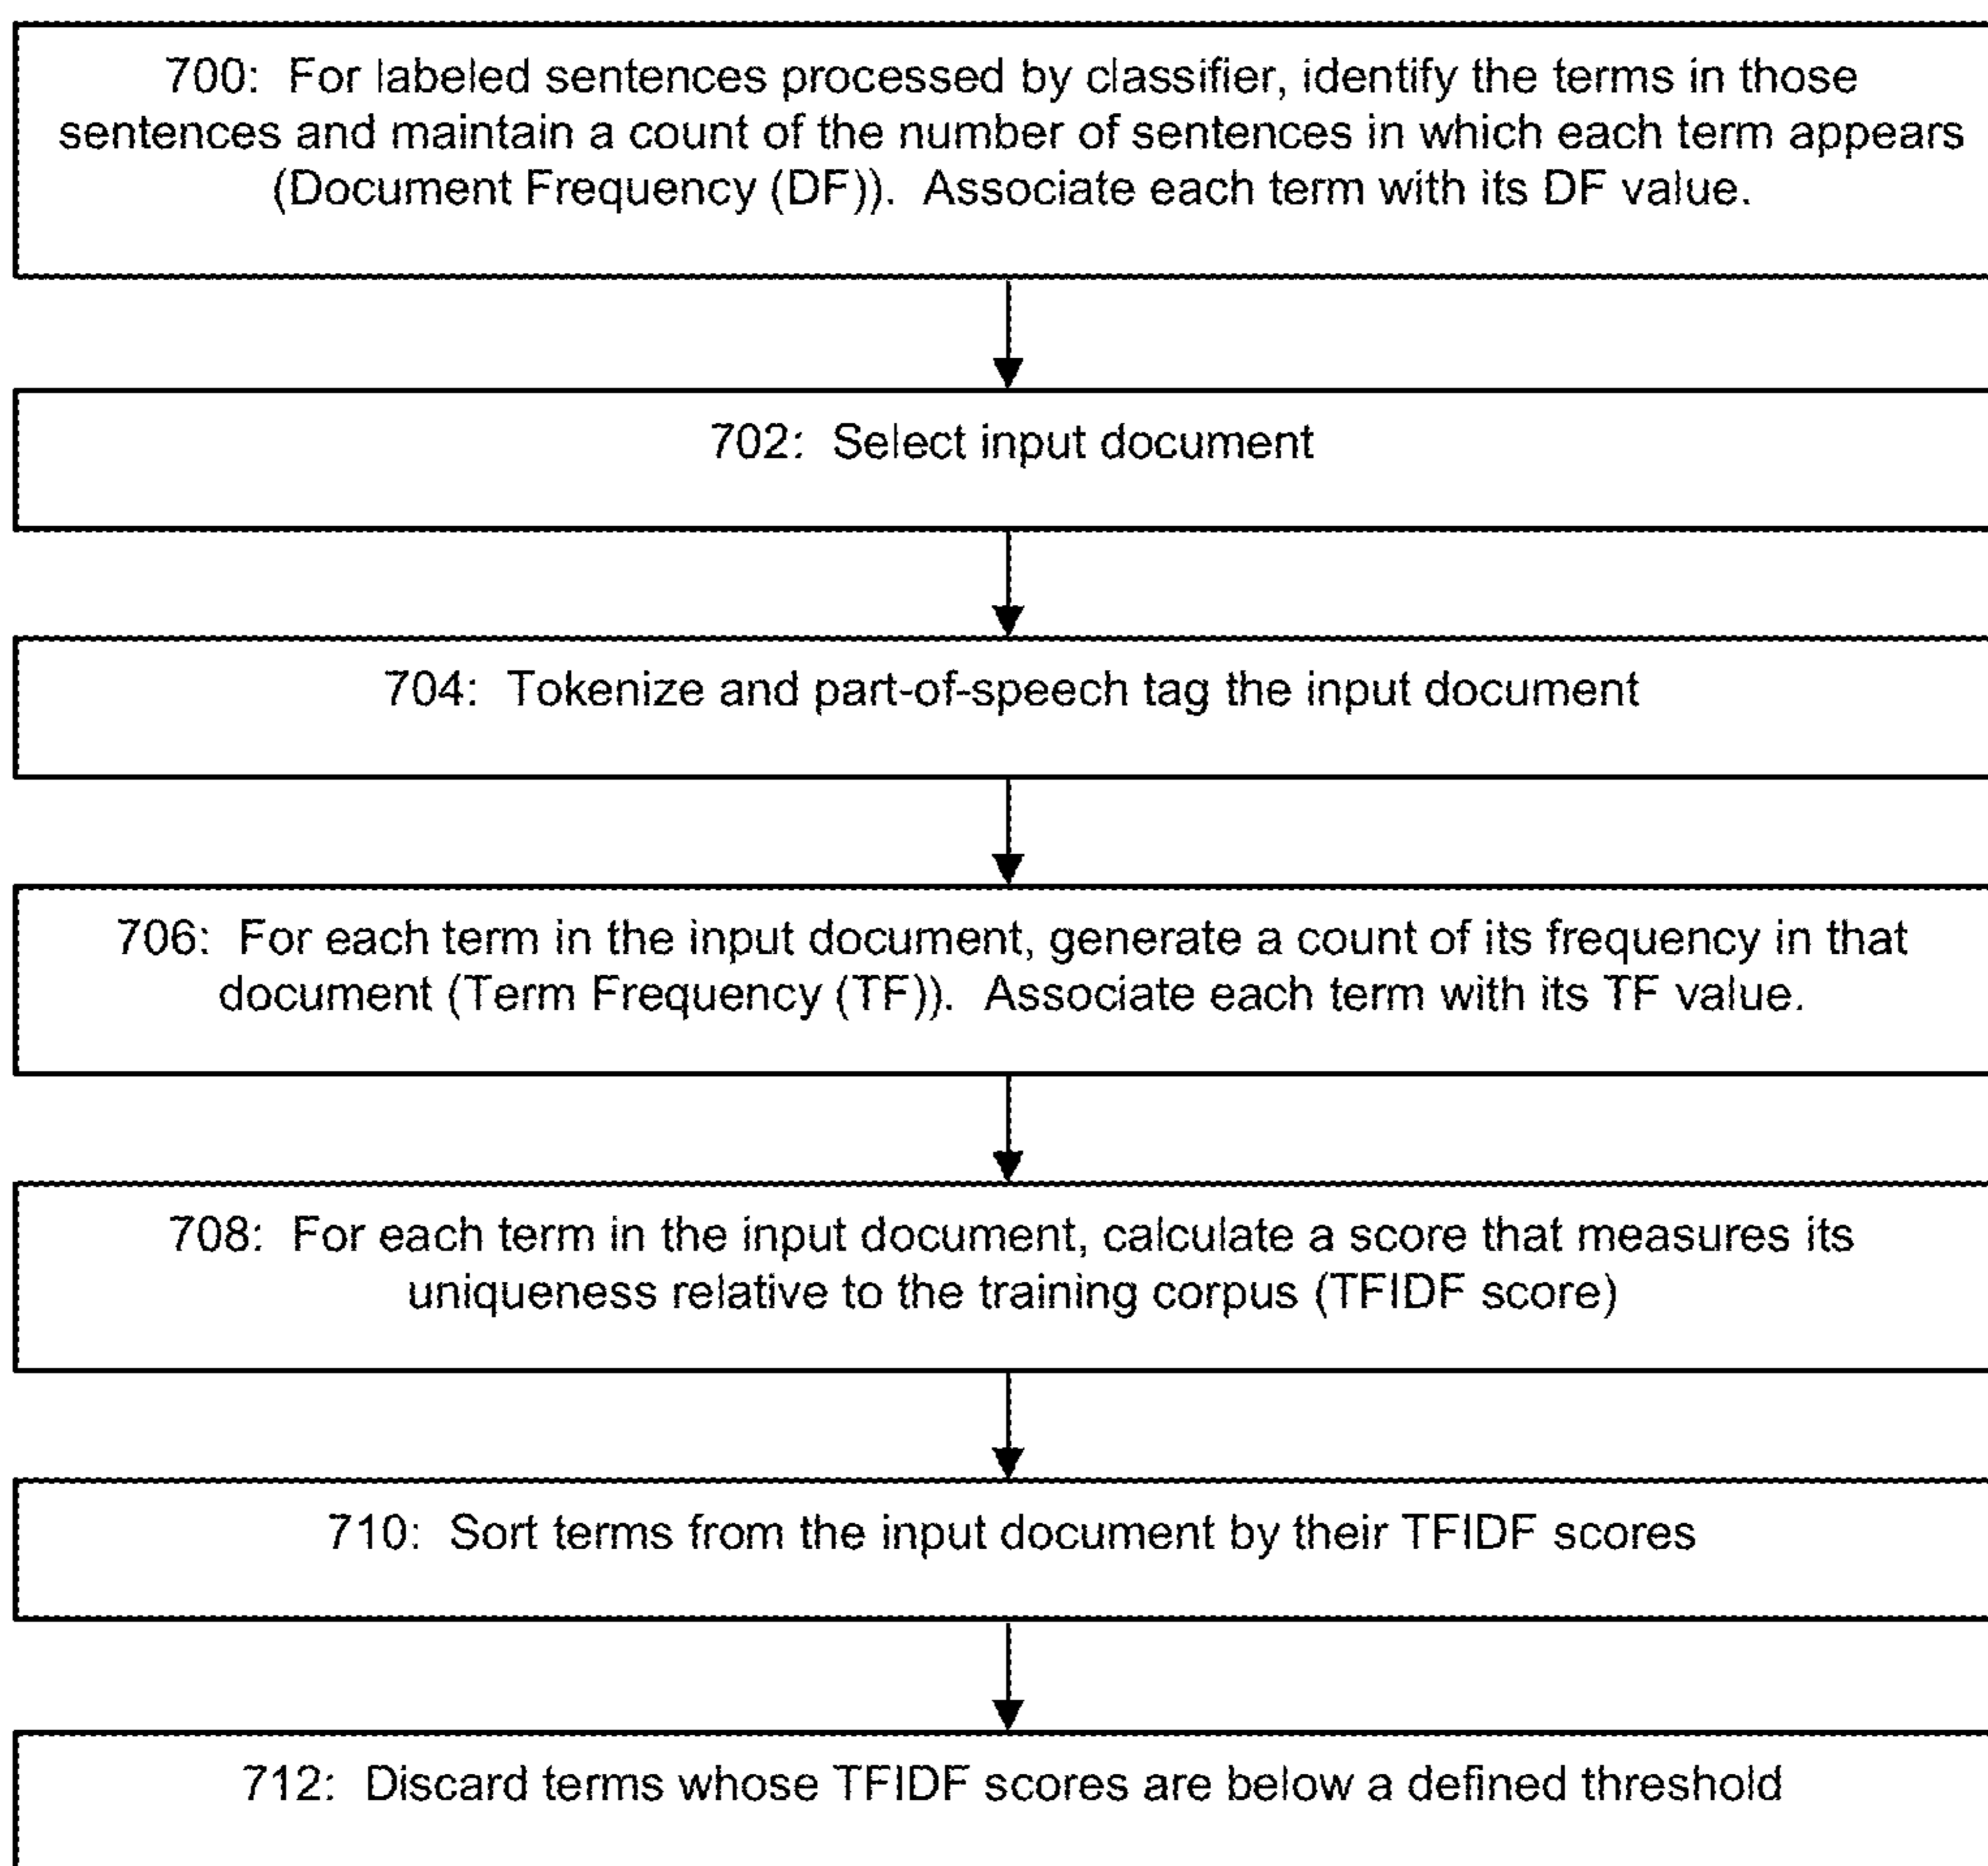 700: For labeled sentences processed by classifier, identify the terms in those
sentences and maintain a count of the number of sentences in which each term appears
(Document Frequency (DF)). Associate each term with its DF value.
702: Select input document
704: Tokenize and part-of-speech tag the input document
706: For each term in the input document, generate a count of its frequency in that
document (Term Frequency (TF)). Associate each term with its TF value.
708: For each term in the input document, calculate a score that measures its
uniqueness relative to the training corpus (TFIDF score)
710: Sort terms from the input document by their TFIDF scores
712: Discard terms whose TFIDF scores are below a defined threshold